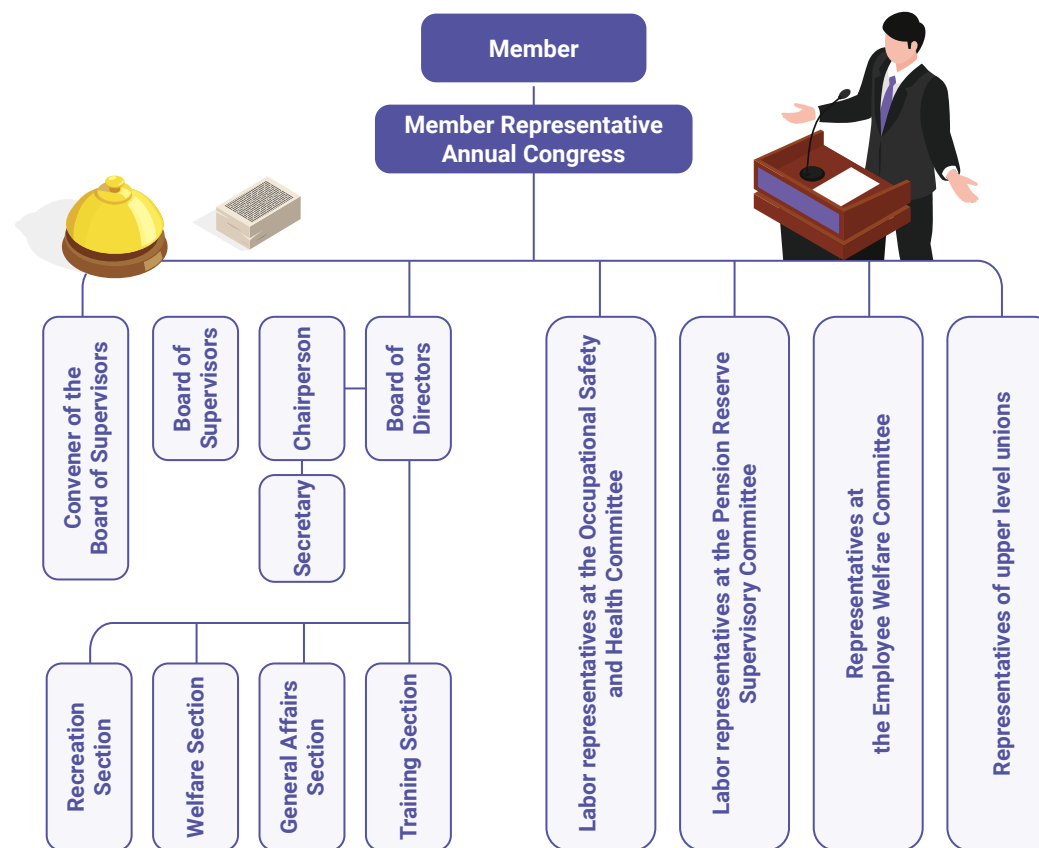 Member
Member Representative
Annual Congress
Convener of the
Board of Supervisors
Board of
Supervisors
Chairperson
Board of
Directors
Secretary
Labor representatives at the Occupational Safety
and Health Committee
Labor representatives at the Pension Reserve
Supervisory Committee
Representatives at
the Employee Welfare Committee
Representatives of upper level unions
Recreation
Section
Welfare Section
General Affairs
Section
Training Section